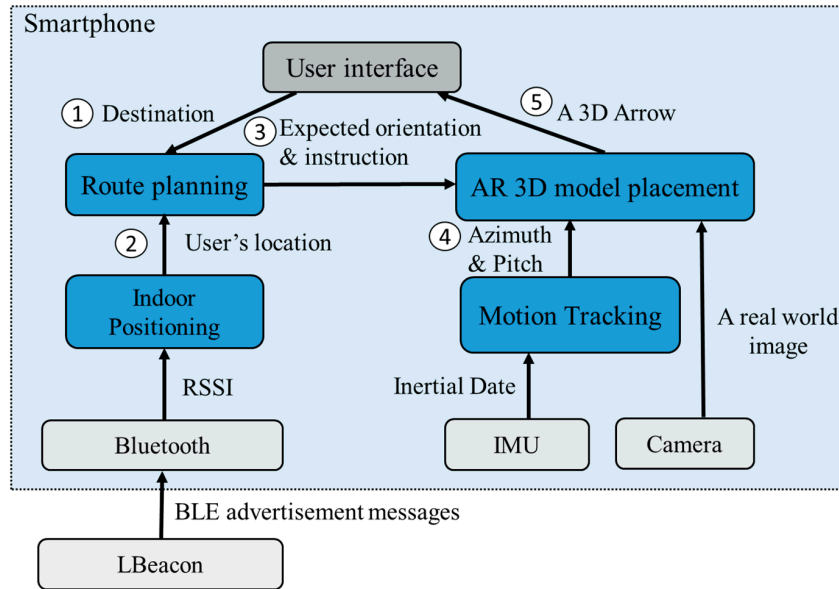 Smartphone
User interface
1 Destination
5 A 3D Arrow
3 Expected orientation
& instruction
Route planning
AR 3D model placement
2 User's location
4 Azimuth
& Pitch
Indoor
Positioning
Motion Tracking
A real world
image
RSSI
Inertial Date
Bluetooth
IMU
Camera
BLE advertisement messages
LBeacon